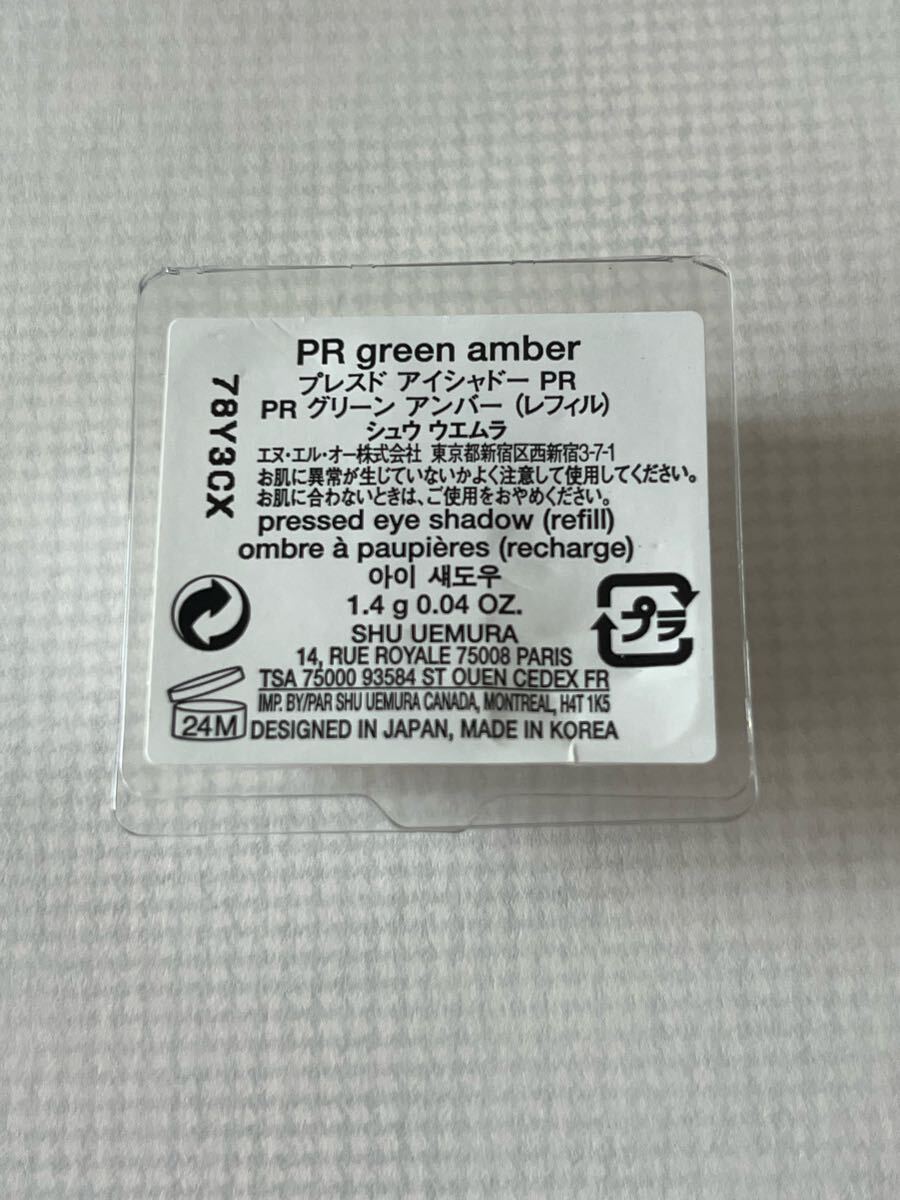 PR green amber
プレスド アイシャドー PR
PR グリーン アンバー (レフィル)
シュウ ウエムラ
エヌ・エル・オー株式会社 東京都新宿区西新宿3-7-1
お肌に異常が生じていないかよく注意して使用してください。
お肌に合わないときは、ご使用をおやめください。
pressed eye shadow (refill)
ombre à paupières (recharge)
아이 섀도우
1.4 g 0.04 OZ.
SHU UEMURA
14, RUE ROYALE 75008 PARIS
TSA 75000 93584 ST OUEN CEDEX FR
IMP. BY/PAR SHU UEMURA CANADA, MONTREAL, H4T 1K5
DESIGNED IN JAPAN, MADE IN KOREA
78Y3CX
24M
プラ